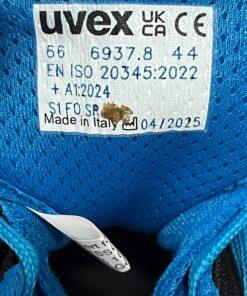 uvex UK CA CE
66 6937.8 44
EN ISO 20345:2022
+ A1:2024
S1 FO SR
Made in Italy 04/2025